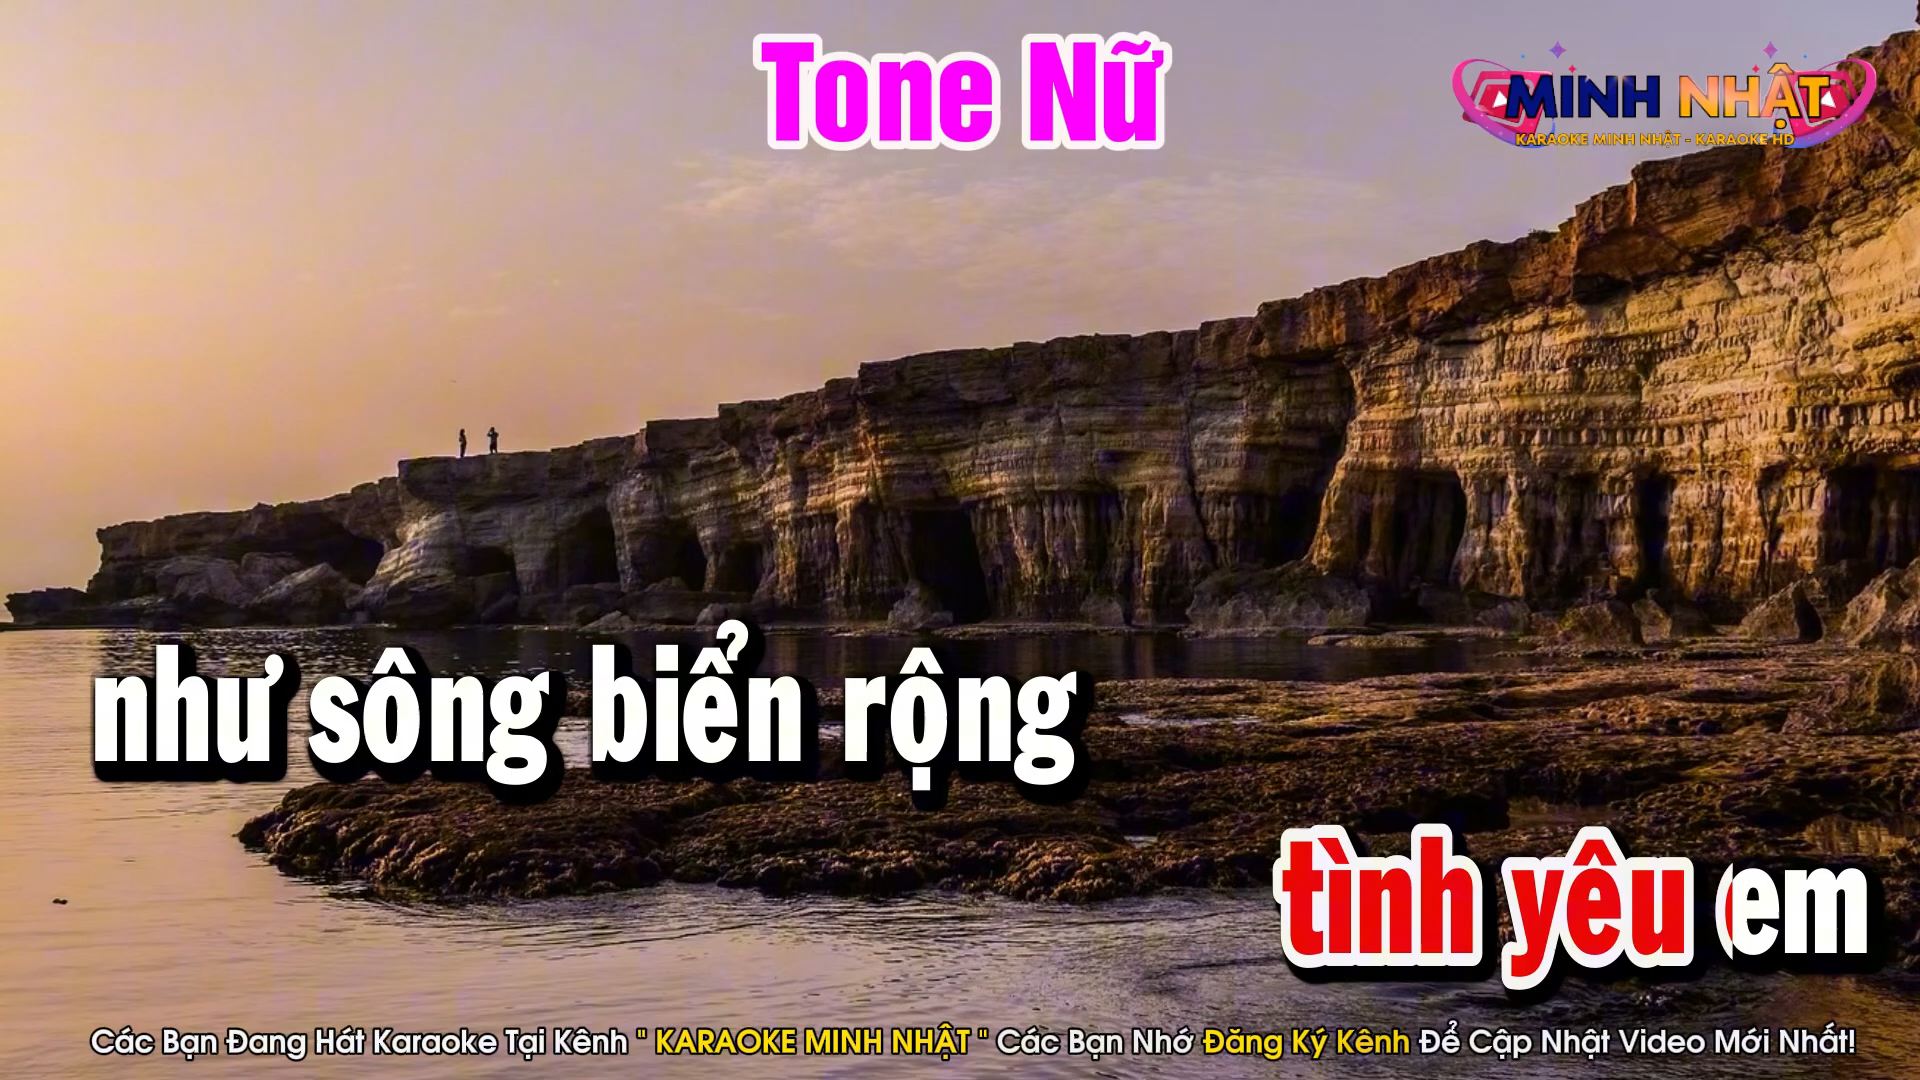 Tone Nữ
MINH NHẬT
KARAOKE MINH NHẬT - KARAOKE HD
như sông biển rộng
tình yêu em
Các Bạn Đang Hát Karaoke Tại Kênh " KARAOKE MINH NHẬT " Các Bạn Nhớ Đăng Ký Kênh Để Cập Nhật Video Mới Nhất!